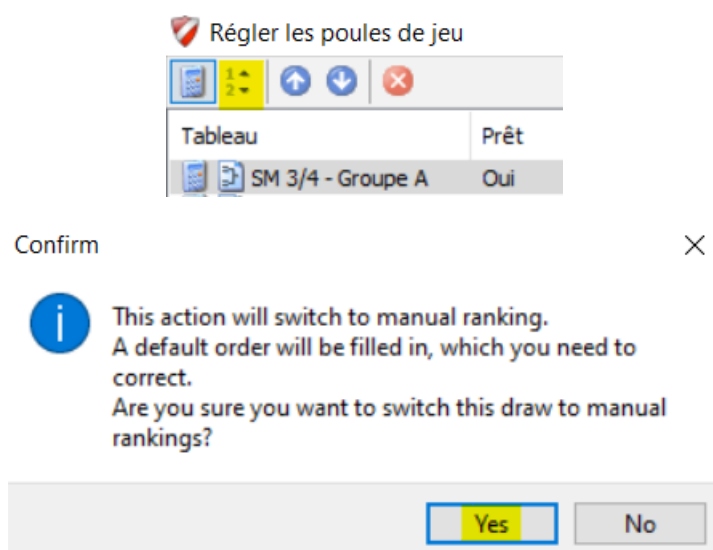 Régler les poules de jeu
1
2
Tableau Prêt
SM 3/4 - Groupe A Oui
Confirm
This action will switch to manual ranking.
A default order will be filled in, which you need to
correct.
Are you sure you want to switch this draw to manual
rankings?
Yes No